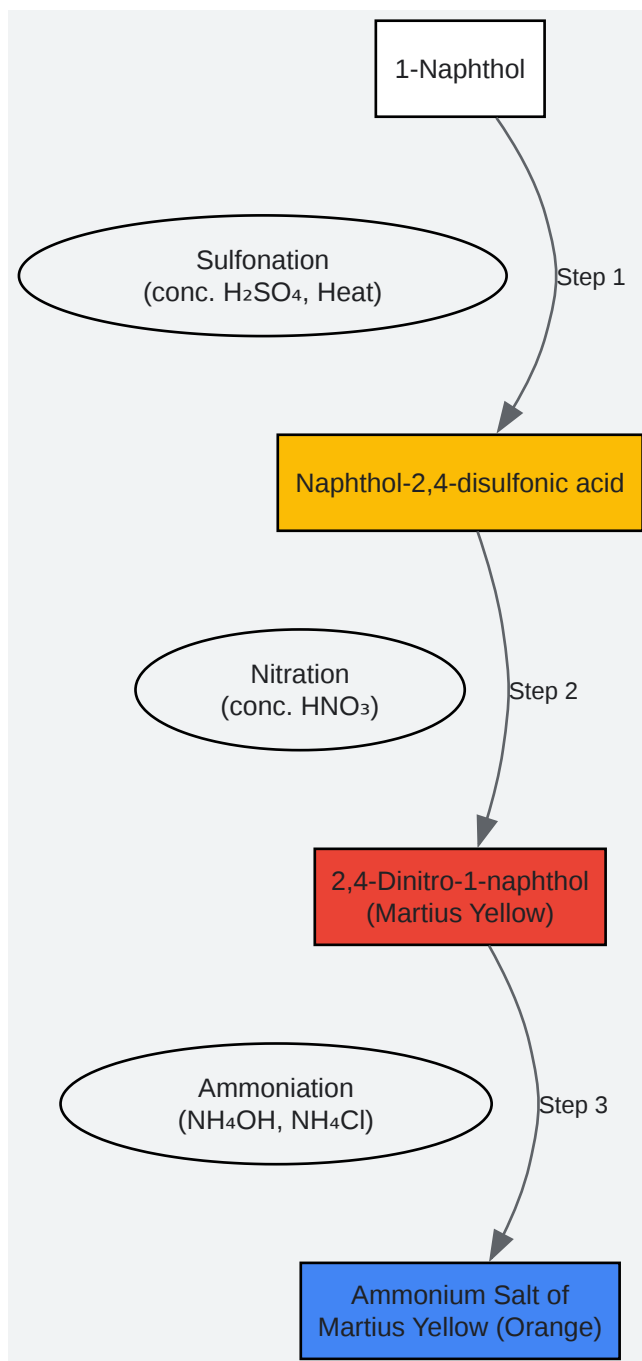 1-Naphthol
Sulfonation
(conc. H₂SO₄, Heat)
Step 1
Naphthol-2,4-disulfonic acid
Nitration
(conc. HNO₃)
Step 2
2,4-Dinitro-1-naphthol
(Martius Yellow)
Ammoniation
(NH₄OH, NH₄Cl)
Step 3
Ammonium Salt of
Martius Yellow (Orange)